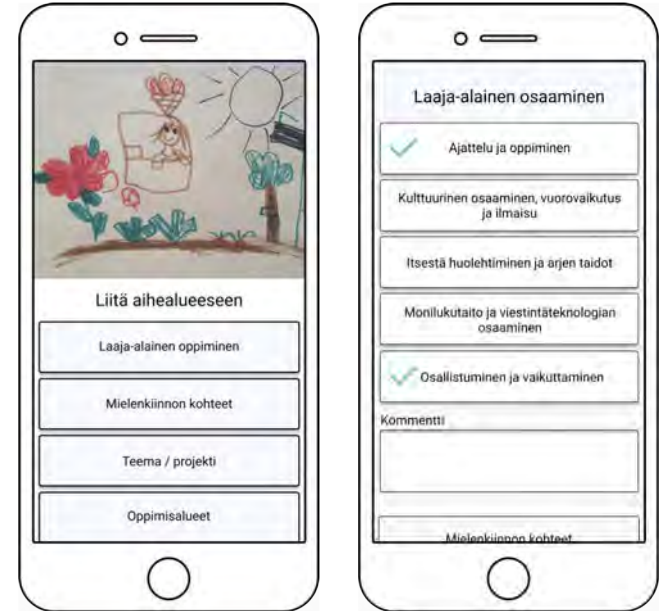 Liitä aihealueeseen
Laaja-alainen oppiminen
Mielenkiinnon kohteet
Teema / projekti
Oppimisalueet
Laaja-alainen osaaminen
Ajattelu ja oppiminen
Kulttuurinen osaaminen, vuorovaikutus
ja ilmaisu
Itsestä huolehtiminen ja arjen taidot
Monilukutaito ja viestintäteknologian
osaaminen
Osallistuminen ja vaikuttaminen
Kommentti
Mielenkiinnon kohteet